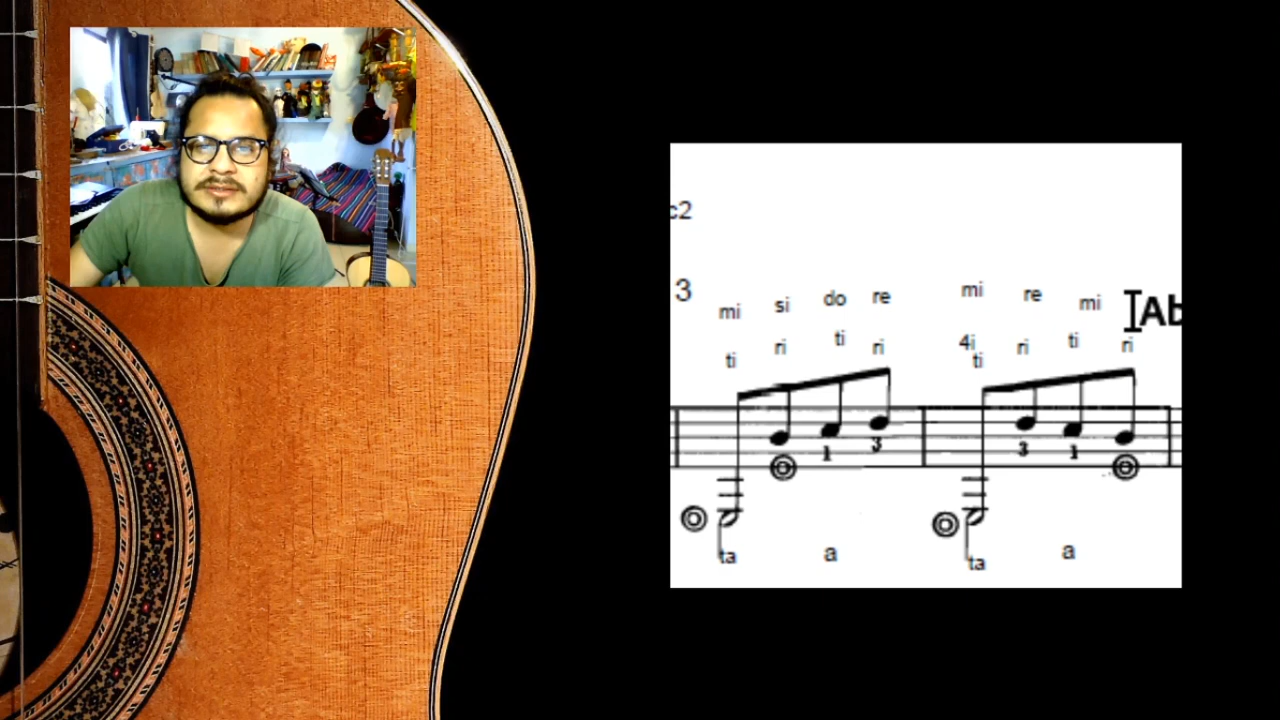 c2
3 mi si do re mi re mi Ab
ti ri ti ri 4i ti ri ti ri
1 3 3 1
ta a ta a